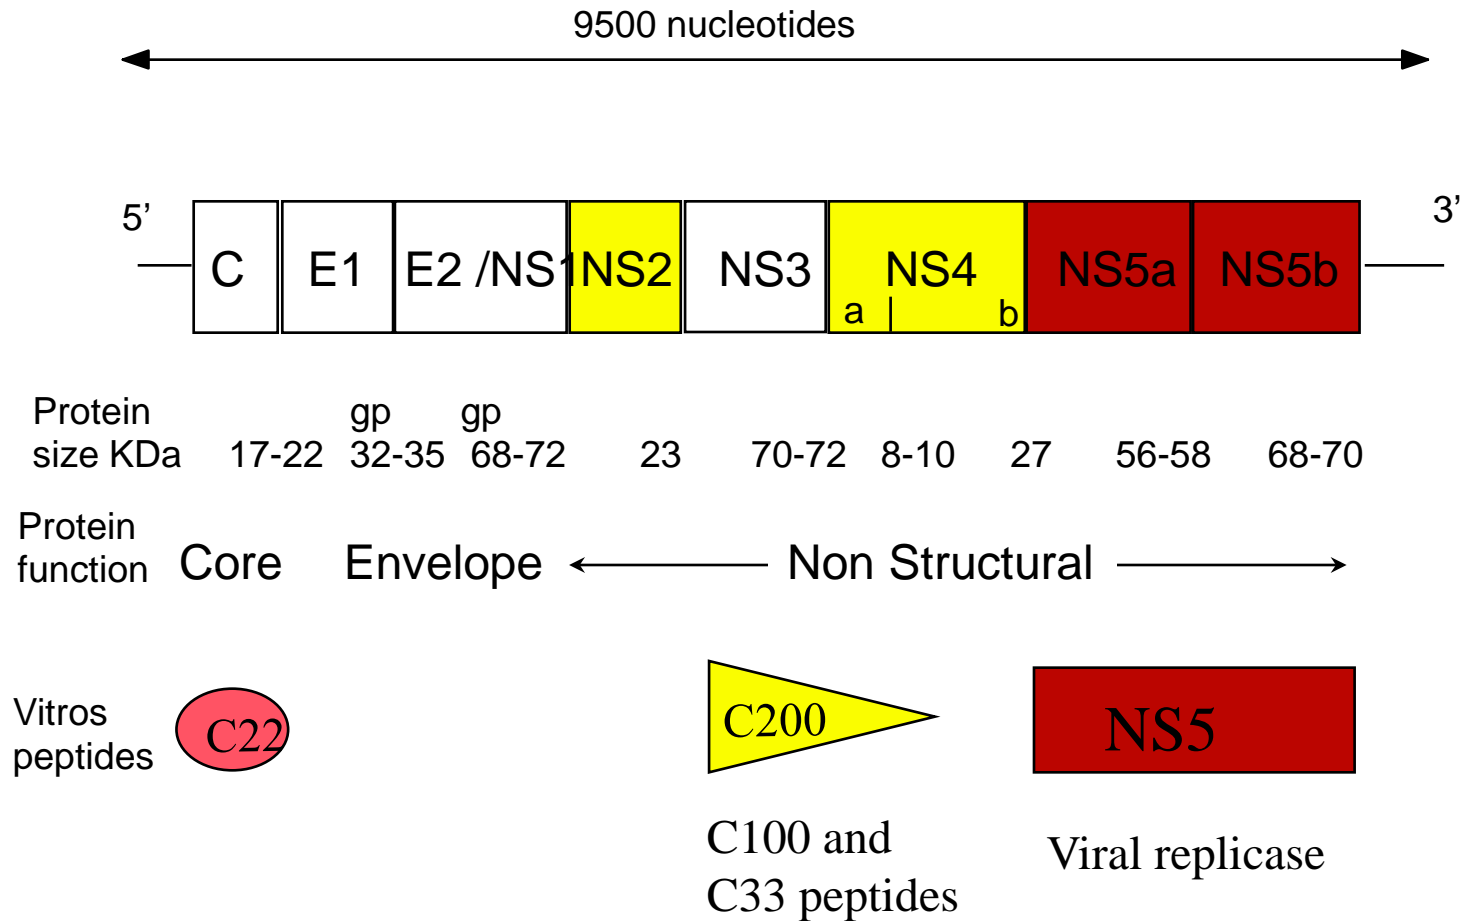 9500 nucleotides
5’
3’
C E1 E2 /NS1 NS2 NS3 NS4 NS5a NS5b
a b
Protein gp gp
size KDa 17-22 32-35 68-72 23 70-72 8-10 27 56-58 68-70
Protein
function Core Envelope Non Structural
Vitros
peptides
C22 C200 NS5
C100 and
C33 peptides
Viral replicase